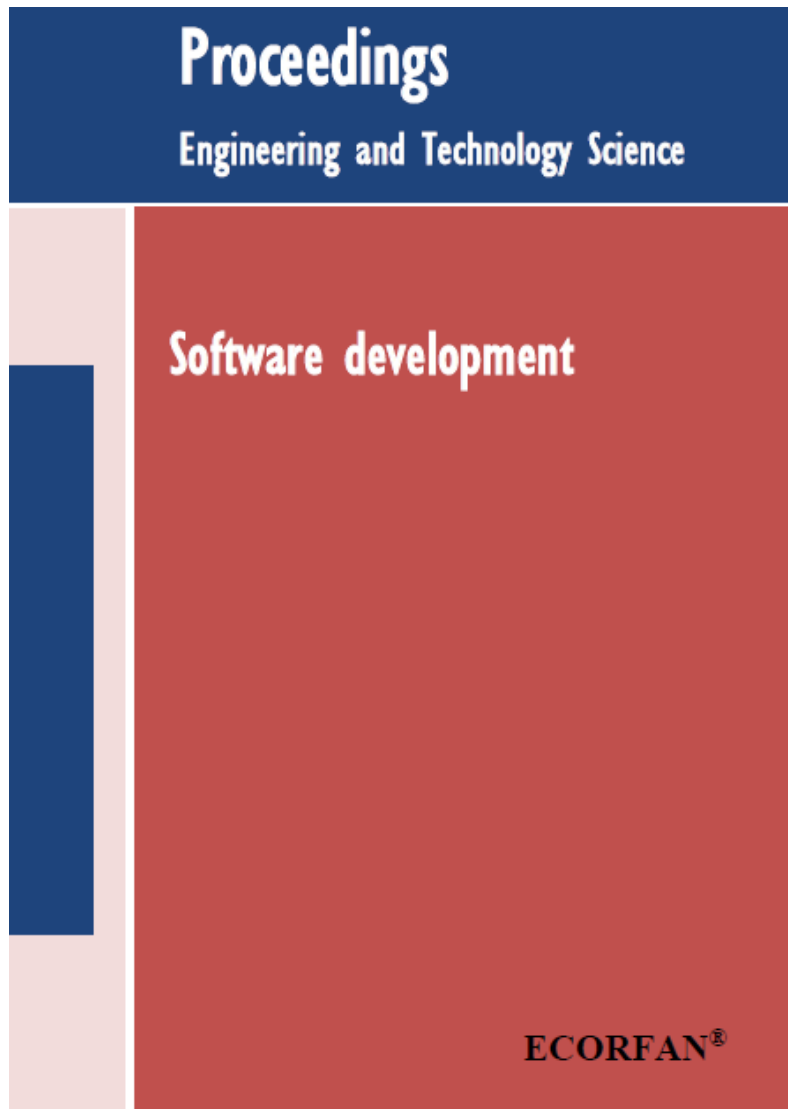 Proceedings
Engineering and Technology Science
Software development
ECORFAN®